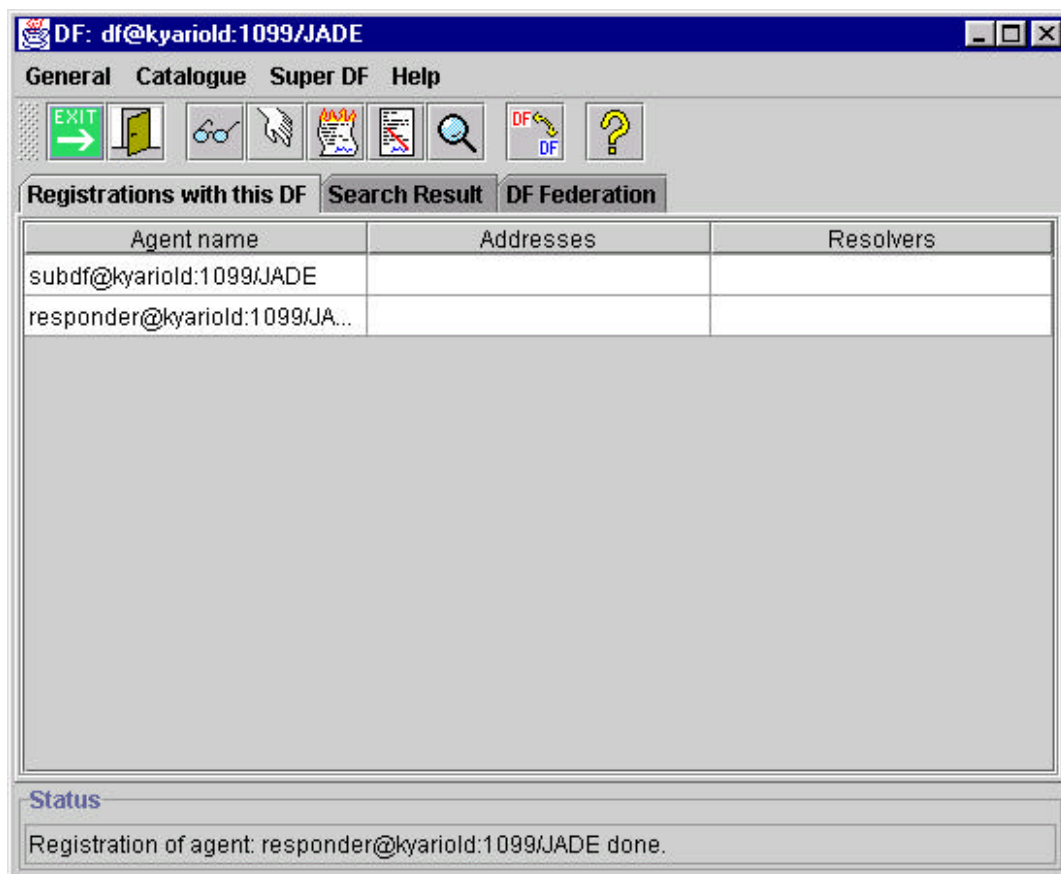 DF: df@kyariold:1099/JADE
General Catalogue Super DF Help
EXIT DF DF
Registrations with this DF Search Result DF Federation
Agent name Addresses Resolvers
subdf@kyariold:1099/JADE
responder@kyariold:1099/JA...
Status
Registration of agent: responder@kyariold:1099/JADE done.